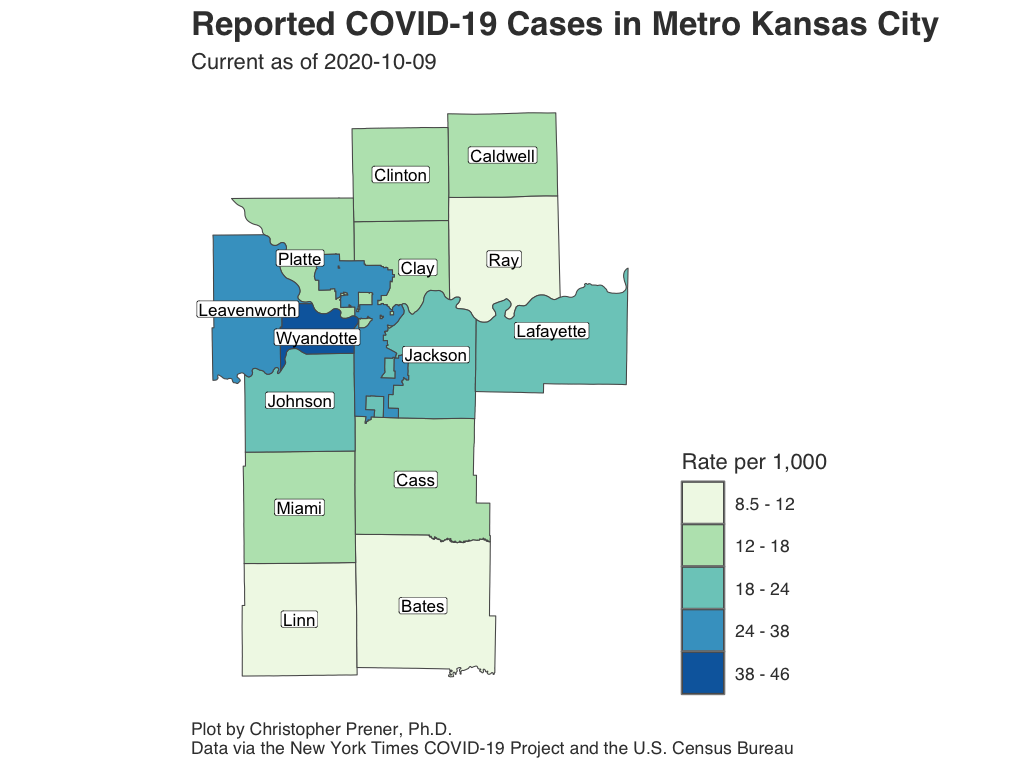 Reported COVID-19 Cases in Metro Kansas City
Current as of 2020-10-09
Caldwell
Clinton
Platte
Clay
Ray
Leavenworth
Wyandotte
Lafayette
Jackson
Johnson
Cass
Miami
Bates
Linn
Rate per 1,000
8.5 - 12
12 - 18
18 - 24
24 - 38
38 - 46
Plot by Christopher Prener, Ph.D.
Data via the New York Times COVID-19 Project and the U.S. Census Bureau